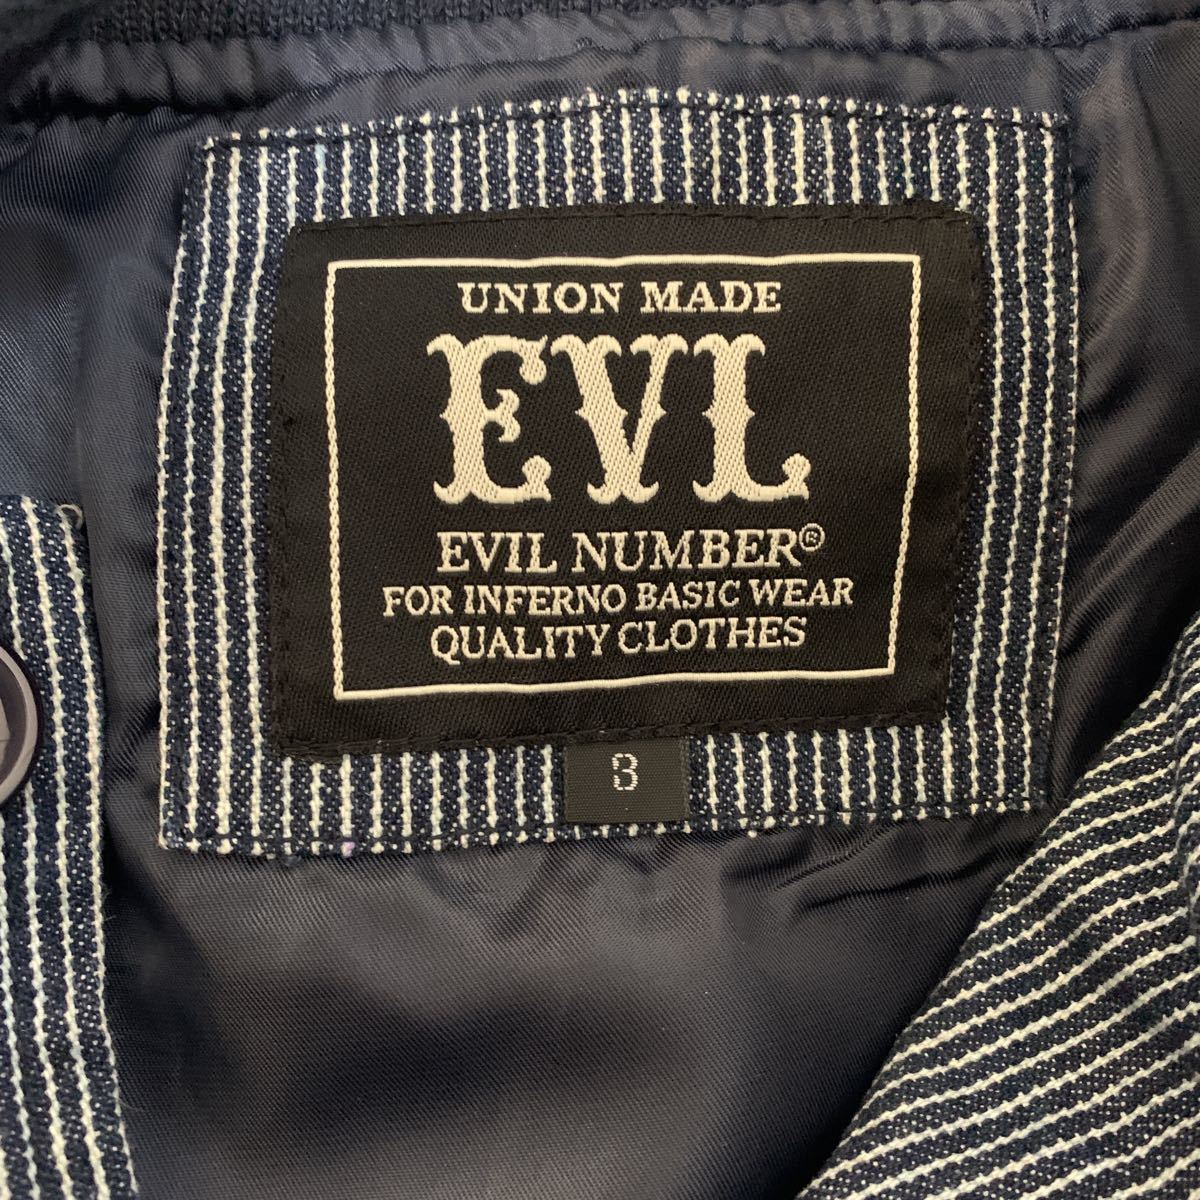 UNION MADE
EVL
EVIL NUMBER®
FOR INFERNO BASIC WEAR
QUALITY CLOTHES
3